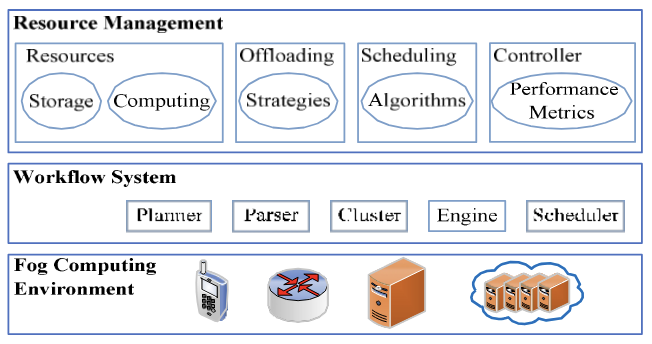 Resource Management
Resources
Offloading
Scheduling
Controller
Storage
Computing
Strategies
Algorithms
Performance
Metrics
Workflow System
Planner
Parser
Cluster
Engine
Scheduler
Fog Computing
Environment